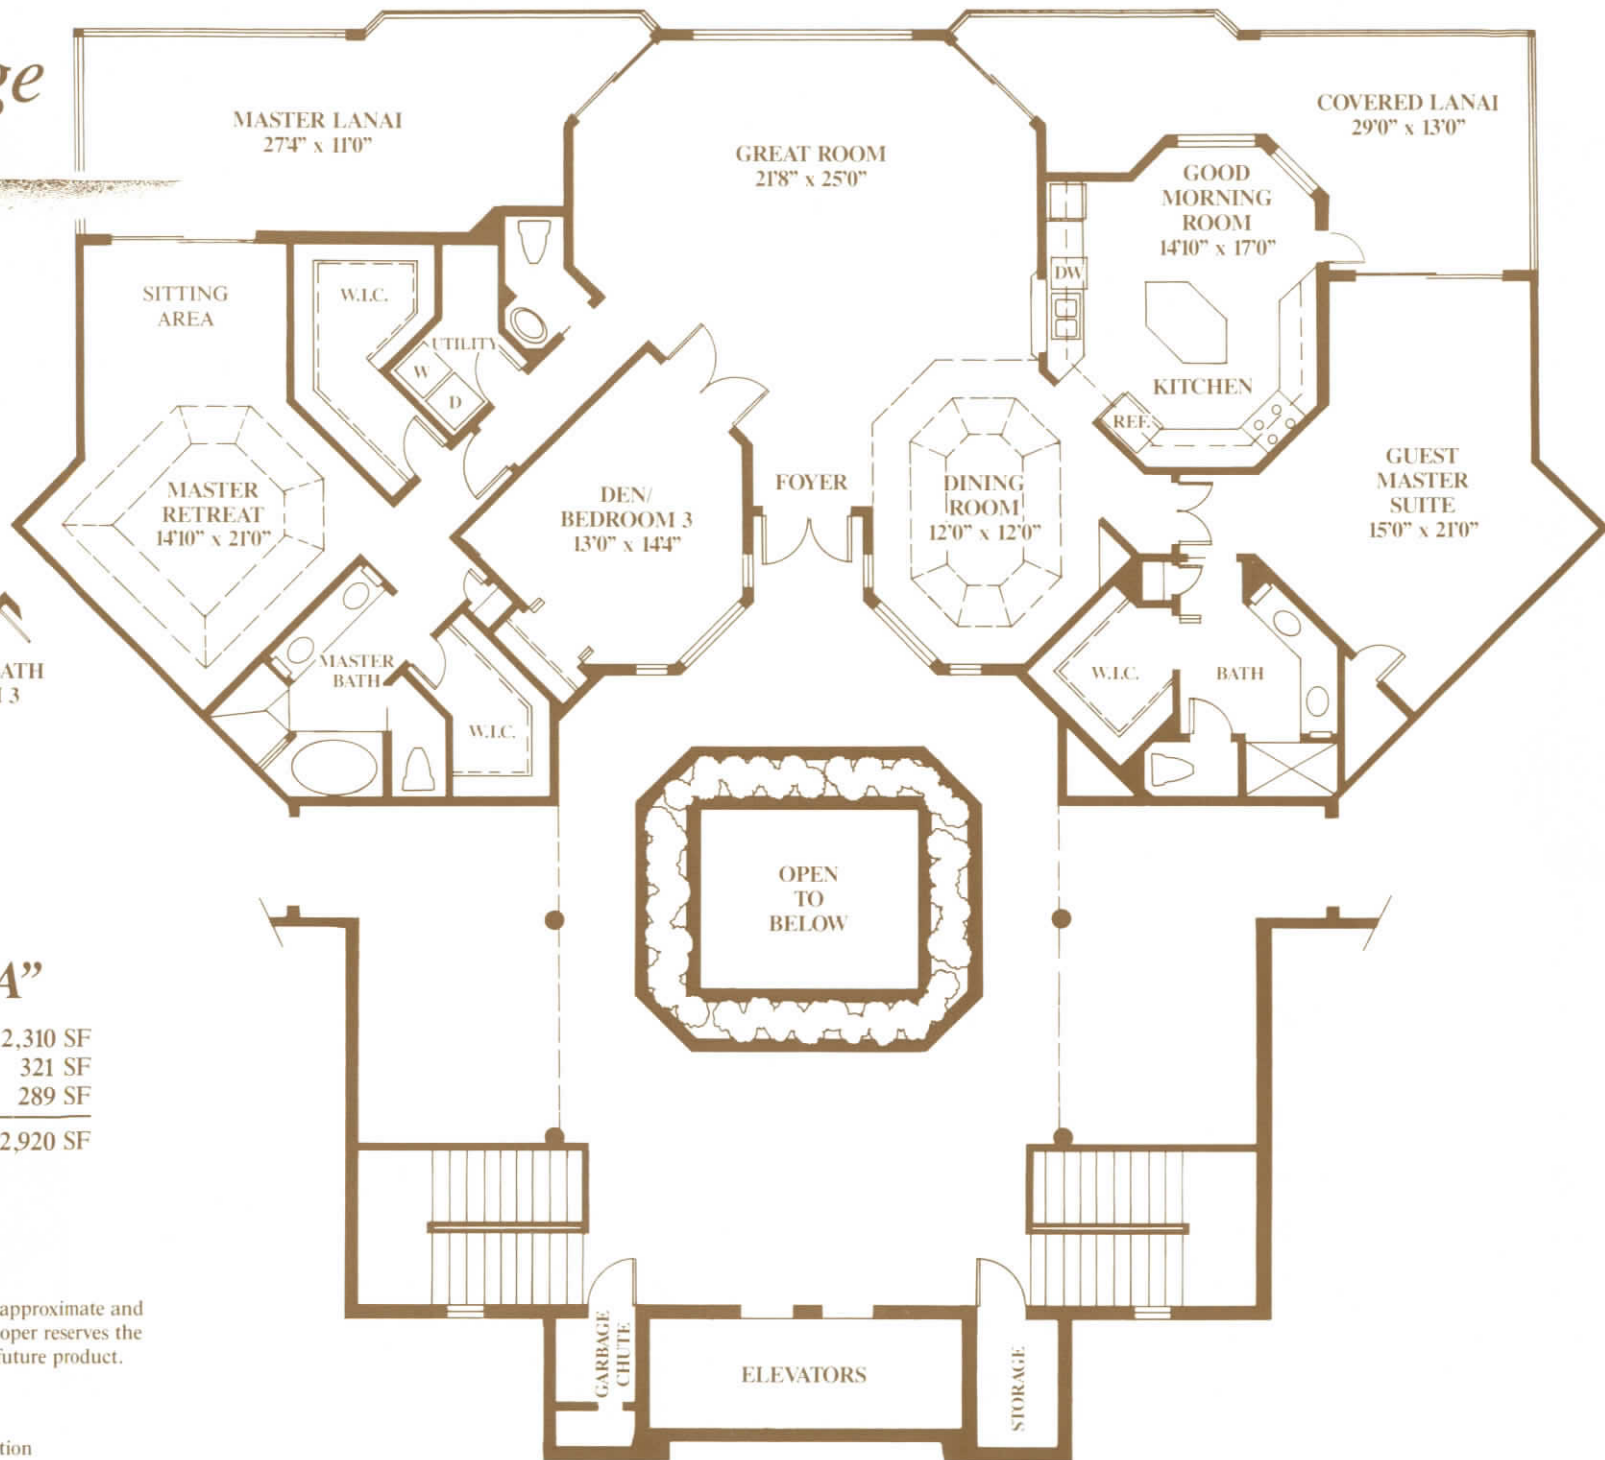 ge
MASTER LANAI
27'4" x 11'0"
GREAT ROOM
21'8" x 25'0"
COVERED LANAI
29'0" x 13'0"
GOOD
MORNING
ROOM
14'10" x 17'0"
DW
KITCHEN
REF.
SITTING
AREA
W.I.C.
UTILITY
W
D
MASTER
RETREAT
14'10" x 21'0"
DEN/
BEDROOM 3
13'0" x 14'4"
FOYER
DINING
ROOM
12'0" x 12'0"
GUEST
MASTER
SUITE
15'0" x 21'0"
MASTER
BATH
W.I.C.
W.I.C.
BATH
ATH
3
OPEN
TO
BELOW
A"
2,310 SF
321 SF
289 SF
2,920 SF
approximate and
oper reserves the
future product.
tion
GARBAGE
CHUTE
ELEVATORS
STORAGE